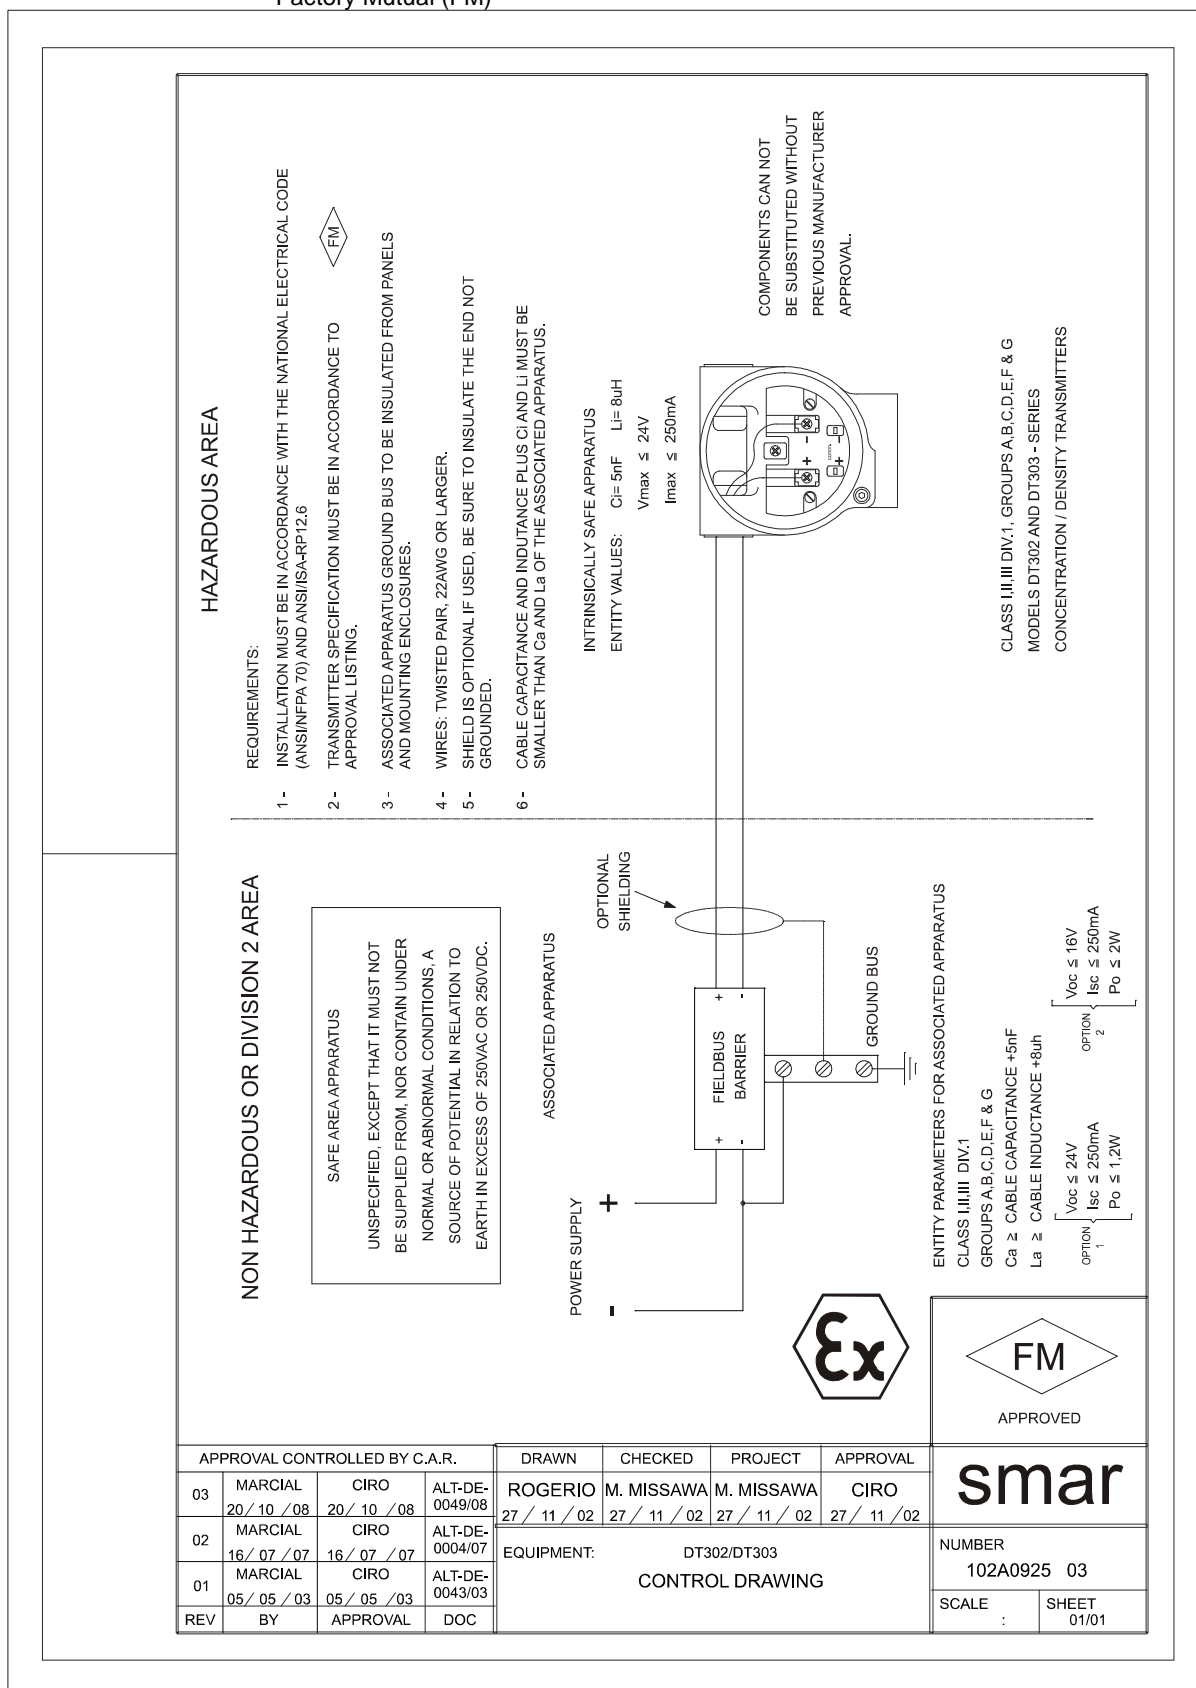 Factory Mutual (FM)
HAZARDOUS AREA
REQUIREMENTS:
1 - INSTALLATION MUST BE IN ACCORDANCE WITH THE NATIONAL ELECTRICAL CODE
(ANSI/NFPA 70) AND ANSI/ISA-RP12.6
2 - TRANSMITTER SPECIFICATION MUST BE IN ACCORDANCE TO
APPROVAL LISTING.
FM
3 - ASSOCIATED APPARATUS GROUND BUS TO BE INSULATED FROM PANELS
AND MOUNTING ENCLOSURES.
4 - WIRES: TWISTED PAIR, 22AWG OR LARGER.
5 - SHIELD IS OPTIONAL IF USED, BE SURE TO INSULATE THE END NOT
GROUNDED.
6 - CABLE CAPACITANCE AND INDUTANCE PLUS Ci AND Li MUST BE
SMALLER THAN Ca AND La OF THE ASSOCIATED APPARATUS.
INTRINSICALLY SAFE APPARATUS
ENTITY VALUES: Ci= 5nF Li= 8uH
Vmax ≤ 24V
Imax ≤ 250mA
COMPONENTS CAN NOT
BE SUBSTITUTED WITHOUT
PREVIOUS MANUFACTURER
APPROVAL.
+ -
+ -
CLASS I,II,III DIV.1, GROUPS A,B,C,D,E,F & G
MODELS DT302 AND DT303 - SERIES
CONCENTRATION / DENSITY TRANSMITTERS
NON HAZARDOUS OR DIVISION 2 AREA
SAFE AREA APPARATUS
UNSPECIFIED, EXCEPT THAT IT MUST NOT
BE SUPPLIED FROM, NOR CONTAIN UNDER
NORMAL OR ABNORMAL CONDITIONS, A
SOURCE OF POTENTIAL IN RELATION TO
EARTH IN EXCESS OF 250VAC OR 250VDC.
ASSOCIATED APPARATUS
OPTIONAL
SHIELDING
POWER SUPPLY
- +
+ +
FIELDBUS
BARRIER
- -
GROUND BUS
ENTITY PARAMETERS FOR ASSOCIATED APPARATUS
CLASS I,II,III DIV.1
GROUPS A,B,C,D,E,F & G
Ca ≥ CABLE CAPACITANCE +5nF
La ≥ CABLE INDUCTANCE +8uh
OPTION
1
Voc ≤ 24V
Isc ≤ 250mA
Po ≤ 1,2W
OPTION
2
Voc ≤ 16V
Isc ≤ 250mA
Po ≤ 2W
Ex
FM
APPROVED
APPROVAL CONTROLLED BY C.A.R.
03 MARCIAL 20/ 10 /08 CIRO 20/ 10 /08 ALT-DE-0049/08
02 MARCIAL 16/ 07 /07 CIRO 16/ 07 /07 ALT-DE-0004/07
01 MARCIAL 05/ 05 /03 CIRO 05/ 05 /03 ALT-DE-0043/03
REV BY APPROVAL DOC
DRAWN CHECKED PROJECT APPROVAL
ROGERIO M. MISSAWA M. MISSAWA CIRO
27 / 11 / 02 27 / 11 / 02 27 / 11 / 02 27 / 11 /02
EQUIPMENT: DT302/DT303
CONTROL DRAWING
smar
NUMBER
102A0925 03
SCALE
:
SHEET
01/01